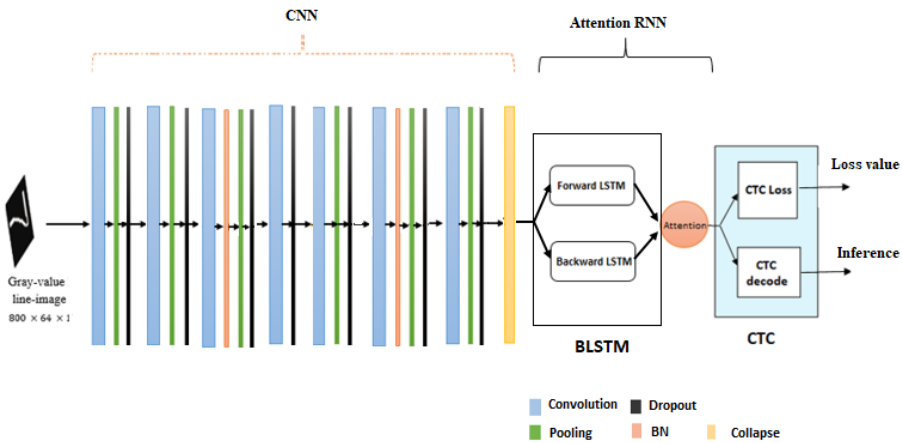 CNN
Attention RNN
Forward LSTM
Backward LSTM
Attention
CTC Loss
CTC
decode
Loss value
Inference
Gray-value
line-image
800 × 64 × 1
BLSTM
CTC
Convolution
Dropout
Pooling
BN
Collapse